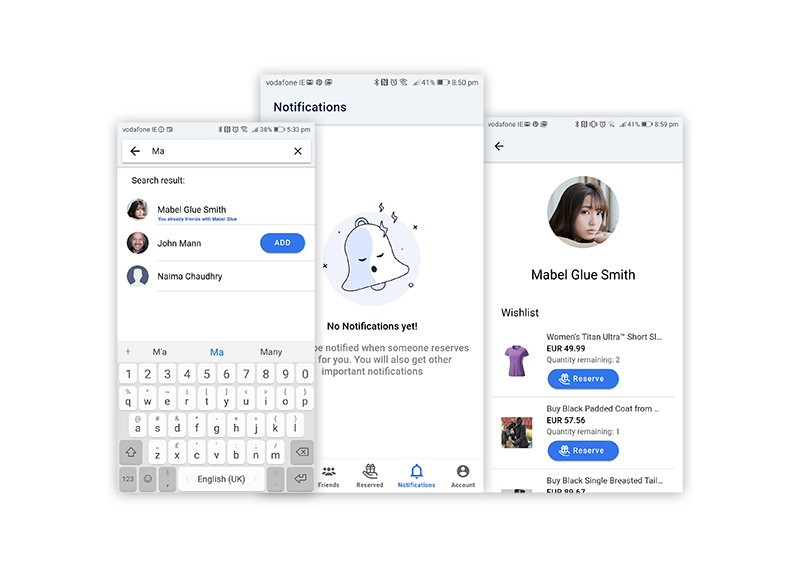 vodafone IE 38% 5:33 pm
Ma
Search result:
Mabel Glue Smith
You already friends with Mabel Glue
John Mann
ADD
Naima Chaudhry
+ M'a Ma Many
1 2 3 4 5 6 7 8 9 0
q w e r t y u i o p
a s d f g h j k l
z x c v b n m
123 English (UK)
vodafone IE 41% 8:50 pm
Notifications
No Notifications yet!
be notified when someone reserves
for you. You will also get other
important notifications
Friends Reserved Notifications Account
vodafone IE 41% 8:59 pm
Mabel Glue Smith
Wishlist
Women's Titan Ultra™ Short Sl...
EUR 49.99
Quantity remaining: 2
Reserve
Buy Black Padded Coat from ...
EUR 57.56
Quantity remaining: 1
Reserve
Buy Black Single Breasted Tail...
EUR 89.67